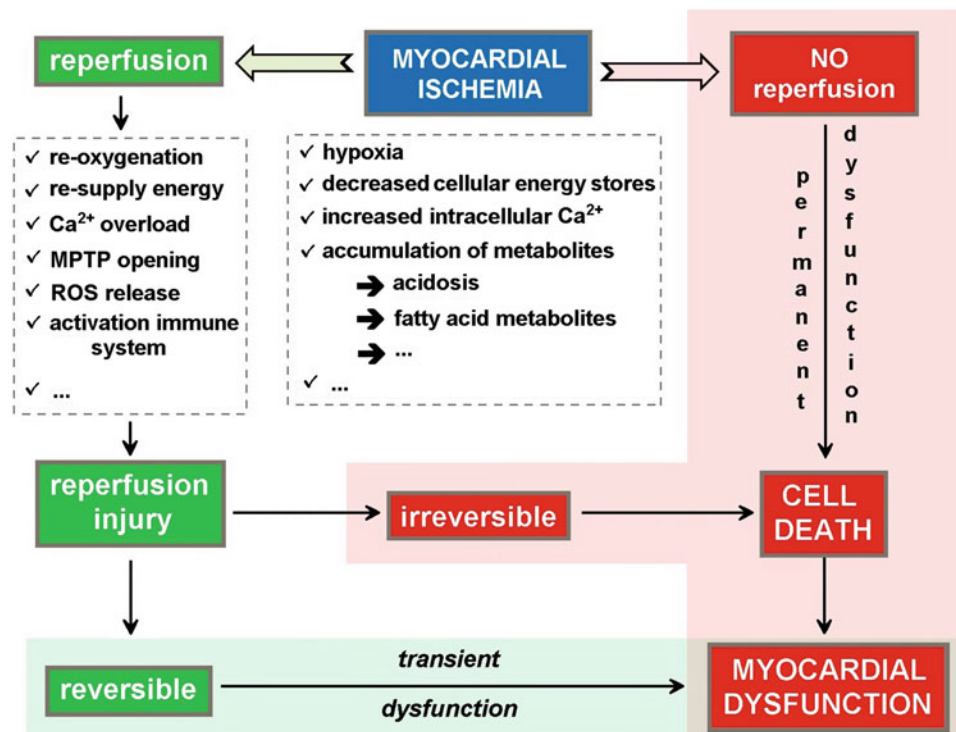 reperfusion
MYOCARDIAL
ISCHEMIA
NO
reperfusion
✓ re-oxygenation
✓ re-supply energy
✓ Ca²⁺ overload
✓ MPTP opening
✓ ROS release
✓ activation immune
system
✓ ...
✓ hypoxia
✓ decreased cellular energy stores
✓ increased intracellular Ca²⁺
✓ accumulation of metabolites
➔ acidosis
➔ fatty acid metabolites
➔ ...
✓ ...
permanent
dysfunction
reperfusion
injury
irreversible
CELL
DEATH
reversible
transient
dysfunction
MYOCARDIAL
DYSFUNCTION